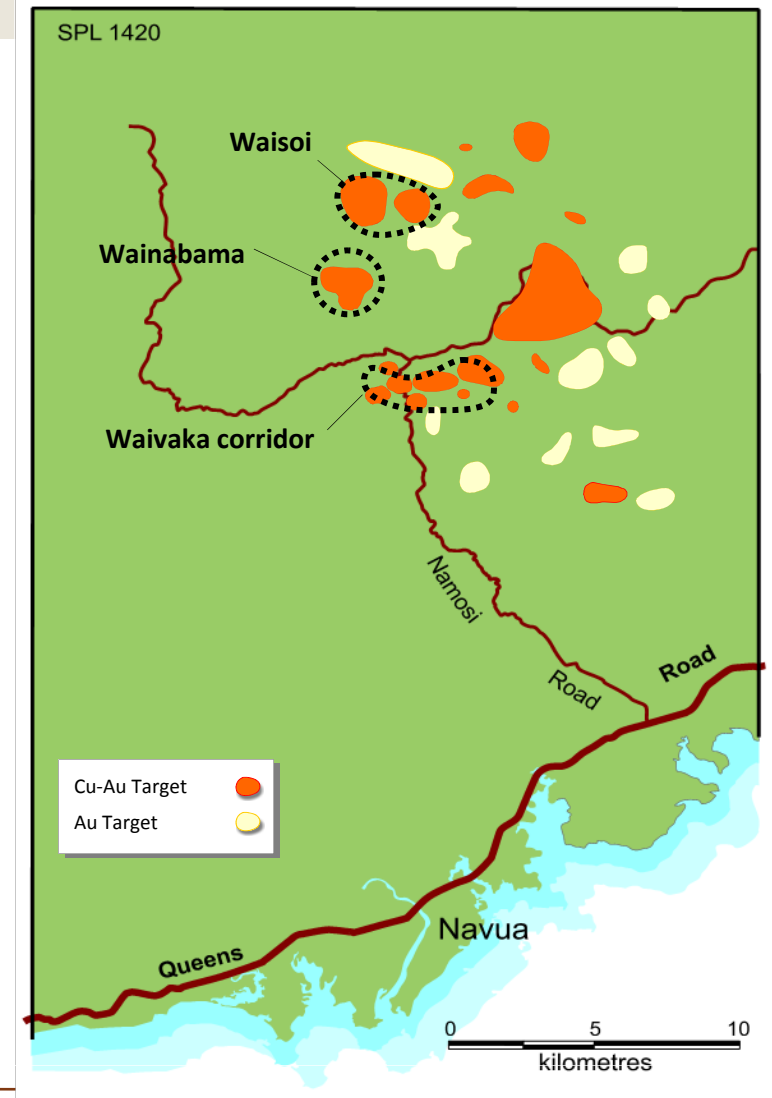 SPL 1420
Waisoi
Wainabama
Waivaka corridor
Namosi
Road
Road
Cu-Au Target
Au Target
Navua
Queens
0 5 10
kilometres